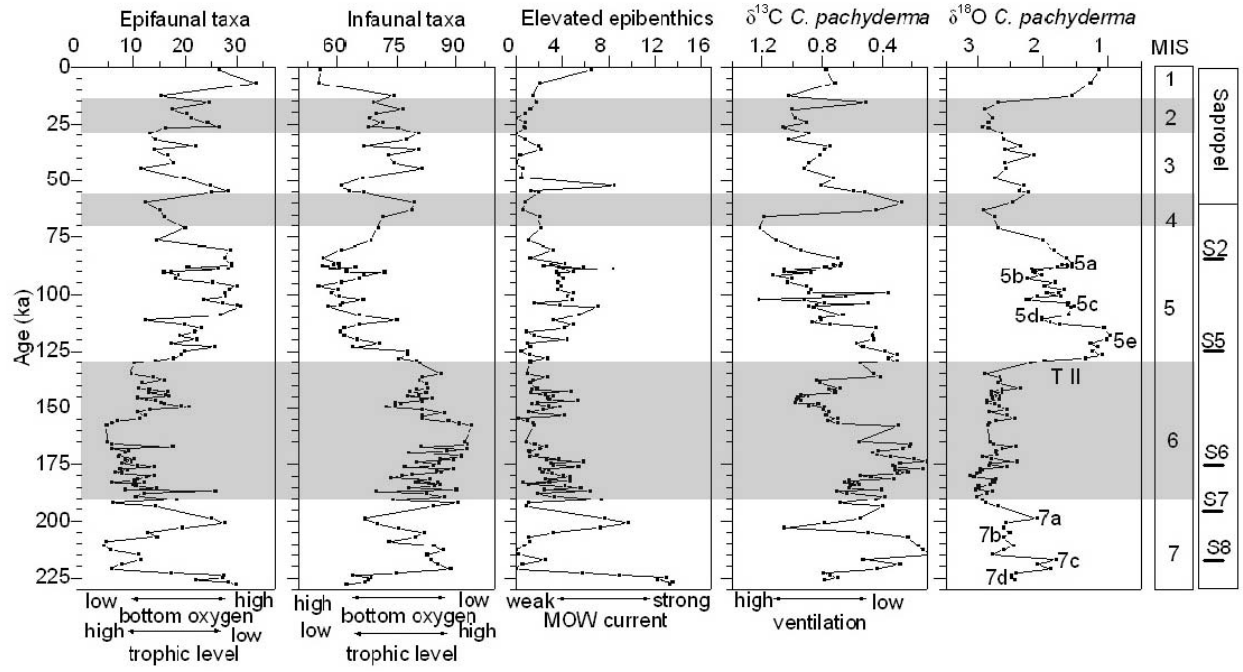 Epifaunal taxa Infaunal taxa Elevated epibenthics δ13C C. pachyderma δ18O C. pachyderma
0 10 20 30 60 75 90 0 4 8 12 16 1.2 0.8 0.4 3 2 1 MIS
0
25
50
75
100
125
150
175
200
225
Age (ka)
1
2
3
4
5
6
7
Sapropel
S2
S5
S6
S7
S8
5a
5b
5c
5d
5e
T II
7a
7b
7c
7d
low high high low weak strong high low
bottom oxygen bottom oxygen MOW current ventilation
high low low high
trophic level trophic level